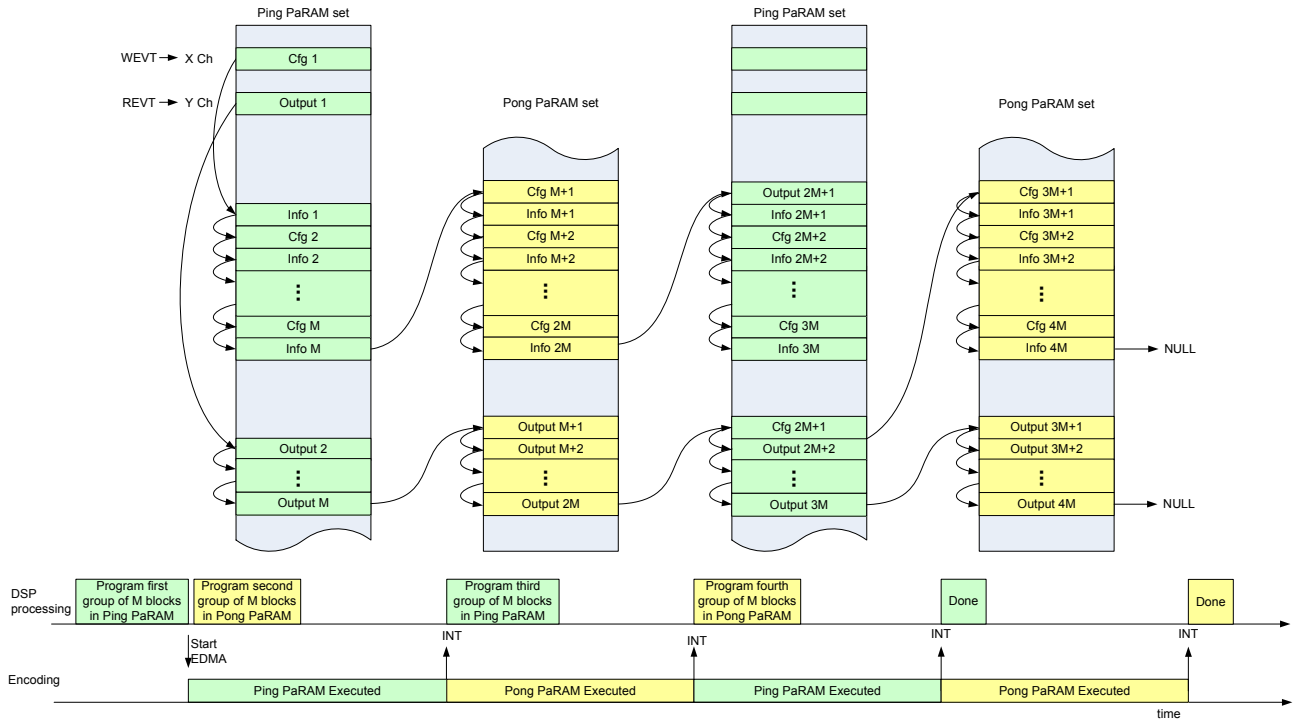 Ping PaRAM set
WEVT
X Ch
Cfg 1
REVT
Y Ch
Output 1
Info 1
Cfg 2
Info 2
⋮
Cfg M
Info M
Output 2
⋮
Output M
Pong PaRAM set
Cfg M+1
Info M+1
Cfg M+2
Info M+2
⋮
Cfg 2M
Info 2M
Output M+1
Output M+2
⋮
Output 2M
Ping PaRAM set
Output 2M+1
Info 2M+1
Cfg 2M+2
Info 2M+2
⋮
Cfg 3M
Info 3M
Cfg 2M+1
Output 2M+2
⋮
Output 3M
Pong PaRAM set
Cfg 3M+1
Info 3M+1
Cfg 3M+2
Info 3M+2
⋮
Cfg 4M
Info 4M
NULL
Output 3M+1
Output 3M+2
⋮
Output 4M
NULL
DSP
processing
Program first
group of M blocks
in Ping PaRAM
Program second
group of M blocks
in Pong PaRAM
Program third
group of M blocks
in Ping PaRAM
Program fourth
group of M blocks
in Pong PaRAM
Done
Done
Start
EDMA
INT
INT
INT
INT
Encoding
Ping PaRAM Executed
Pong PaRAM Executed
Ping PaRAM Executed
Pong PaRAM Executed
time